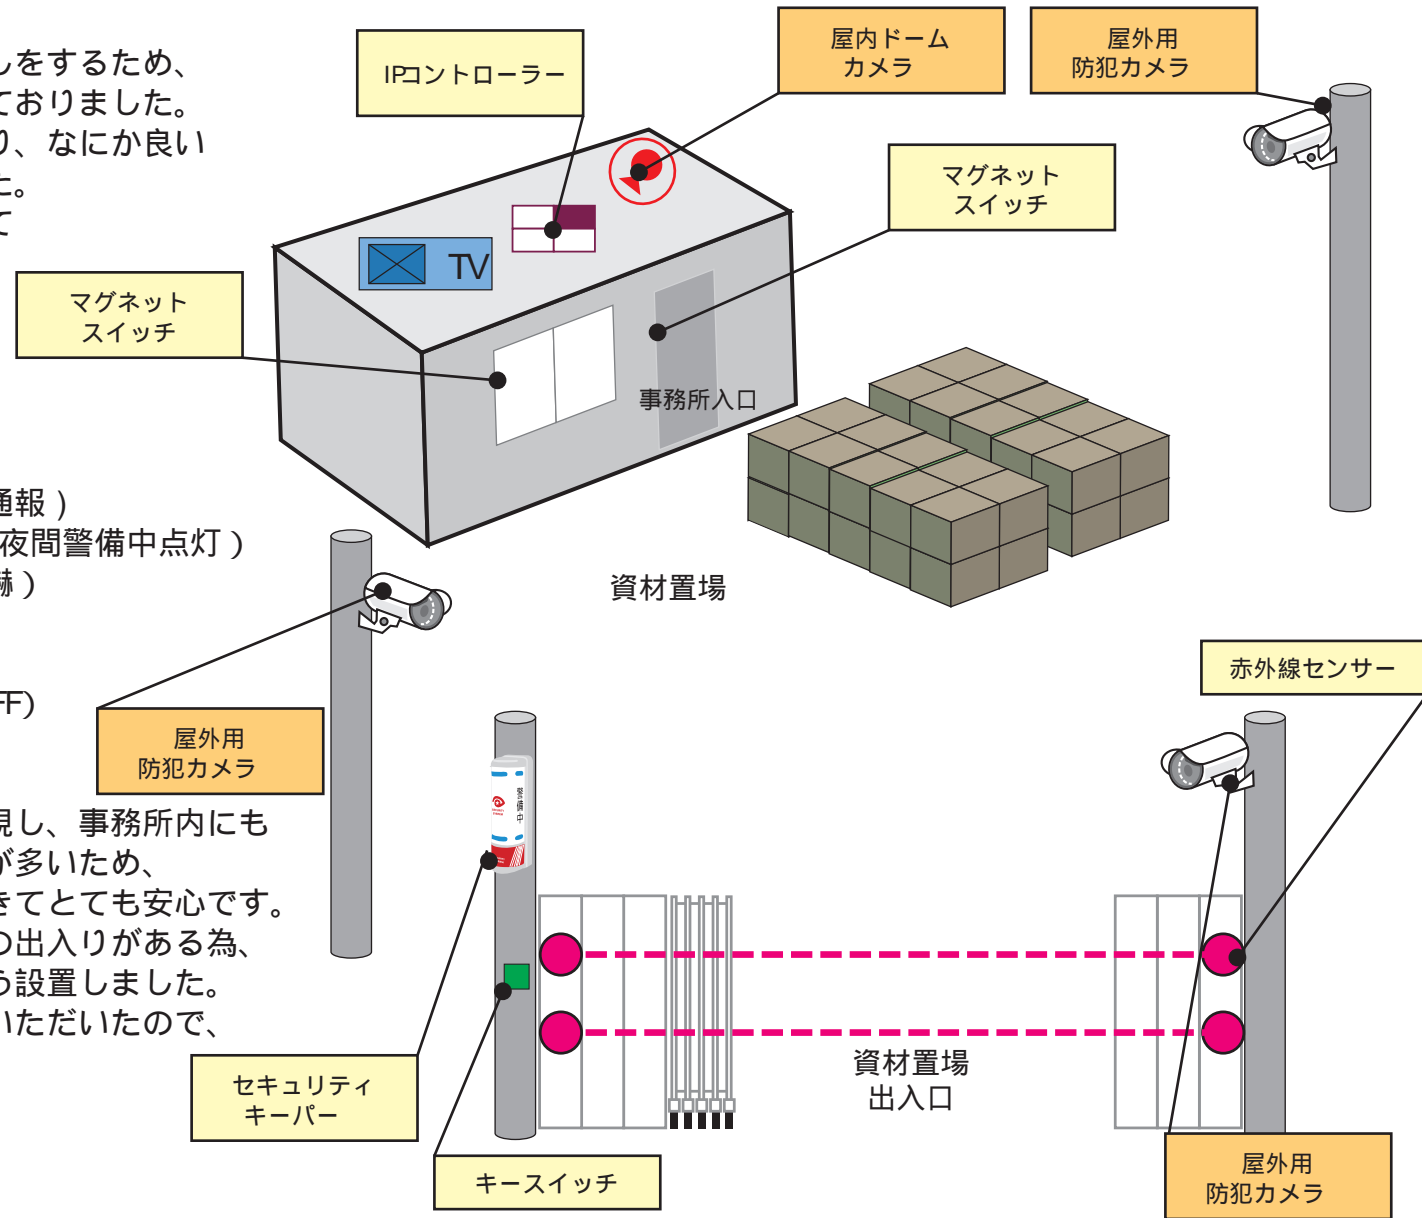 しをするため、
ておりました。
り、なにか良い
た。
て
IPコントローラー
屋内ドーム
カメラ
屋外用
防犯カメラ
マグネット
スイッチ
TV
マグネット
スイッチ
事務所入口
通報）
夜間警備中点灯）
嚇）
資材置場
FF)
赤外線センサー
屋外用
防犯カメラ
視し、事務所内にも
が多いため、
きてとても安心です。
の出入りがある為、
う設置しました。
いただいたので、
警備中
資材置場
出入口
セキュリティ
キーパー
キースイッチ
屋外用
防犯カメラ